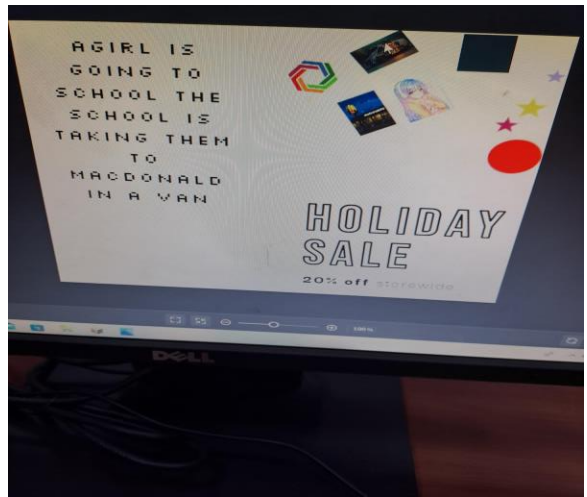 AGIRL IS
GOING TO
SCHOOL THE
SCHOOL IS
TAKING THEM
TO
MACDONALD
IN A VAN
HOLIDAY
SALE
20% off storewide
100%
DELL